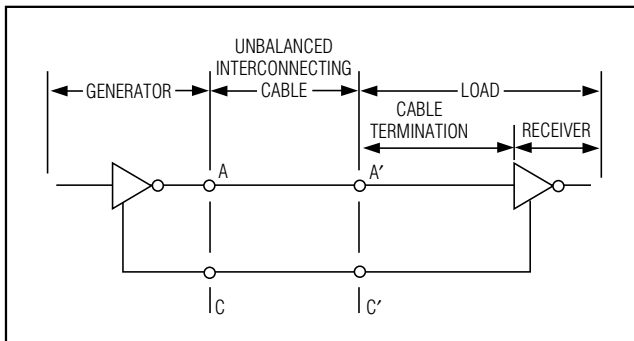 UNBALANCED
INTERCONNECTING
CABLE
GENERATOR
LOAD
CABLE
TERMINATION
RECEIVER
A
A′
C
C′